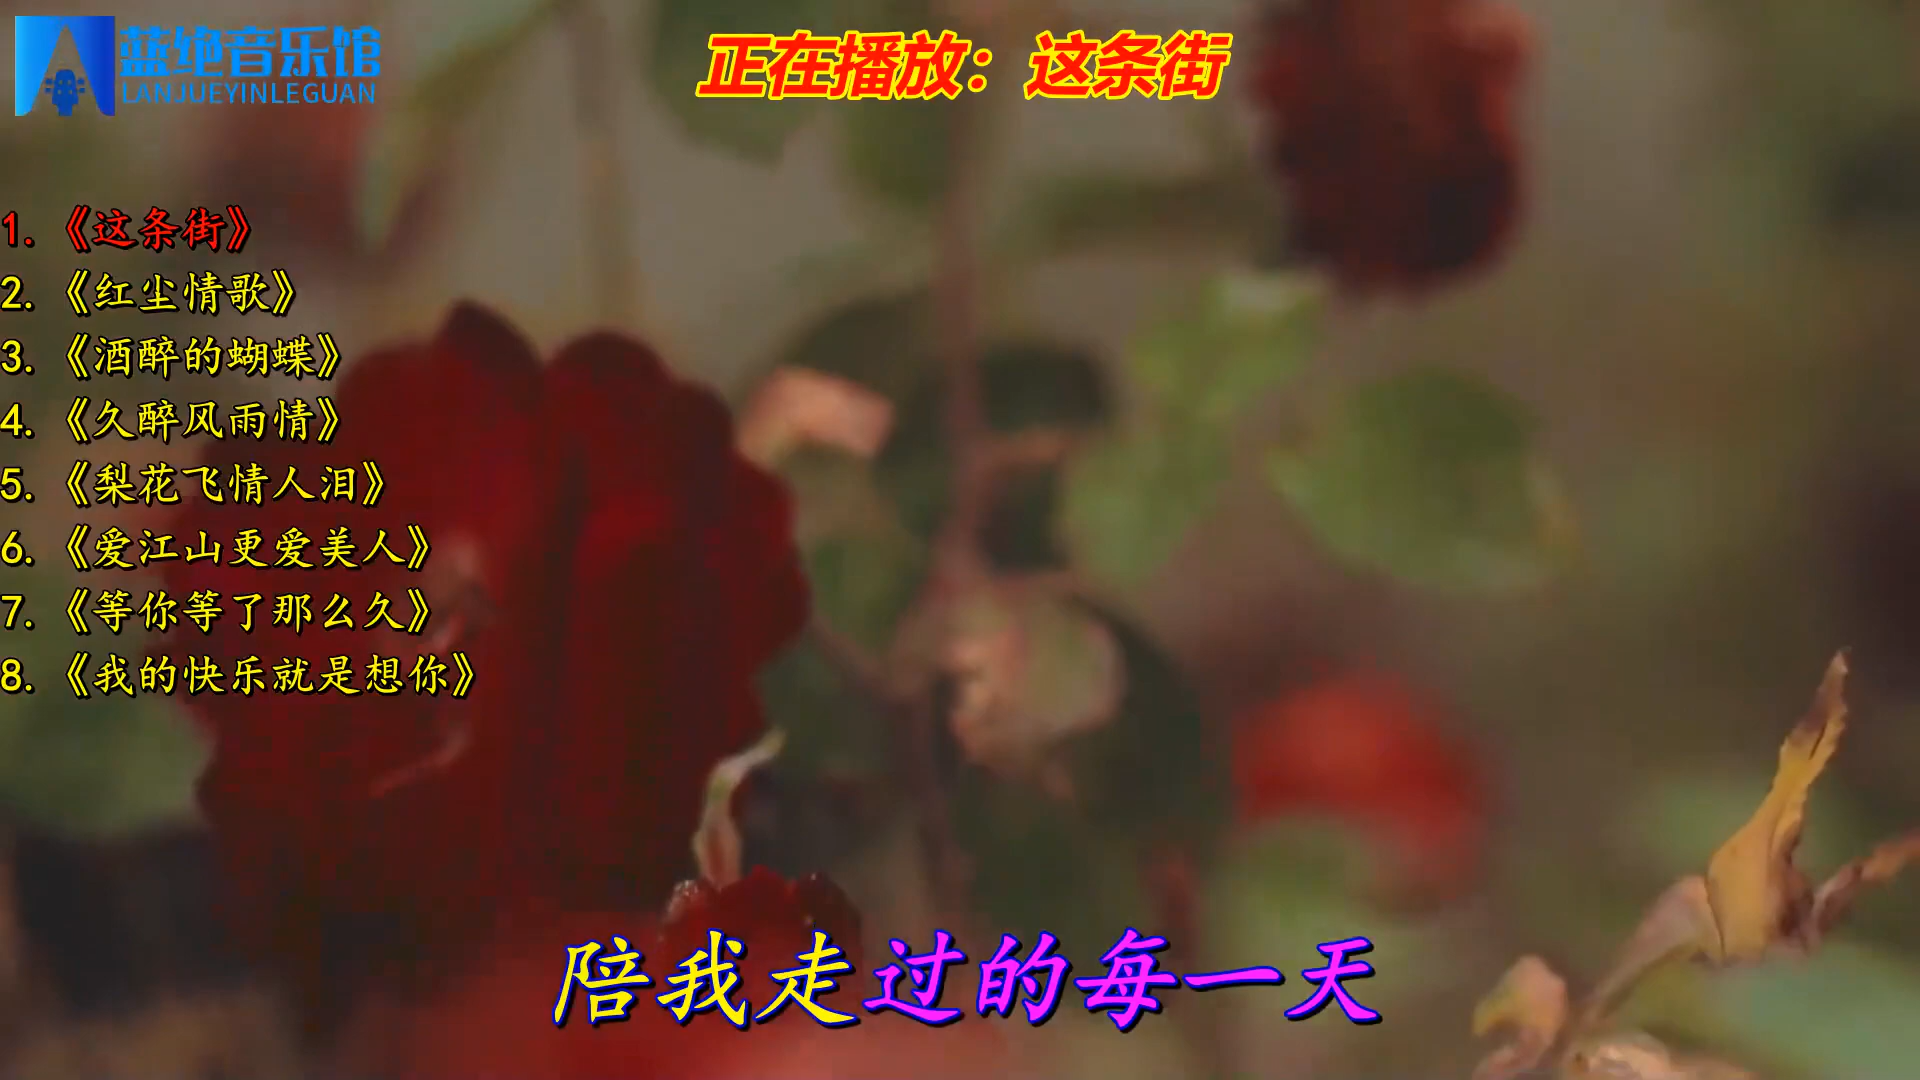 蓝绝音乐馆
LANJUEYINLEGUAN
正在播放：这条街
1. 《这条街》
2. 《红尘情歌》
3. 《酒醉的蝴蝶》
4. 《久醉风雨情》
5. 《梨花飞情人泪》
6. 《爱江山更爱美人》
7. 《等你等了那么久》
8. 《我的快乐就是想你》
陪我走过的每一天